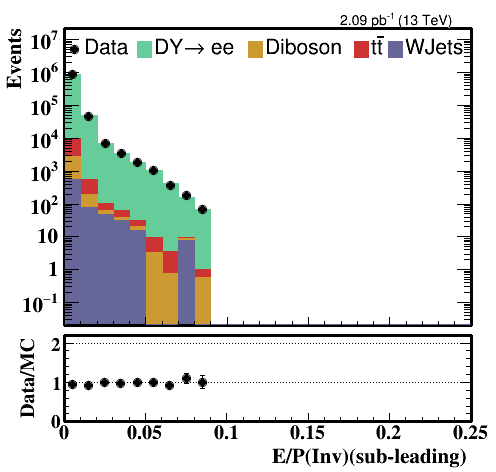 2.09 pb⁻¹ (13 TeV)
Events
10⁷
10⁶
10⁵
10⁴
10³
10²
10
1
10⁻¹
Data DY→ ee Diboson tt̄ WJets
Data/MC
2
1
0
0 0.05 0.1 0.15 0.2 0.25
E/P(Inv)(sub-leading)